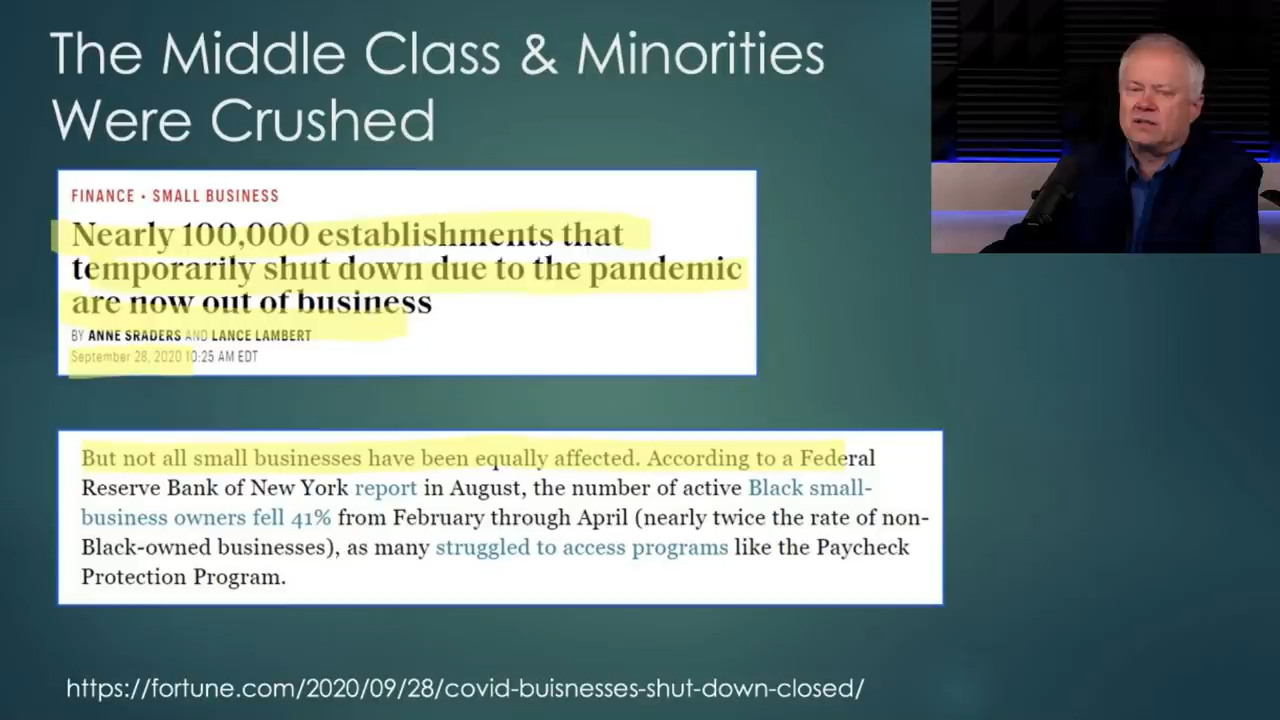 The Middle Class & Minorities
Were Crushed
FINANCE • SMALL BUSINESS
Nearly 100,000 establishments that
temporarily shut down due to the pandemic
are now out of business
BY ANNE SRADERS AND LANCE LAMBERT
September 28, 2020 10:25 AM EDT
But not all small businesses have been equally affected. According to a Federal
Reserve Bank of New York report in August, the number of active Black small-
business owners fell 41% from February through April (nearly twice the rate of non-
Black-owned businesses), as many struggled to access programs like the Paycheck
Protection Program.
https://fortune.com/2020/09/28/covid-buisnesses-shut-down-closed/